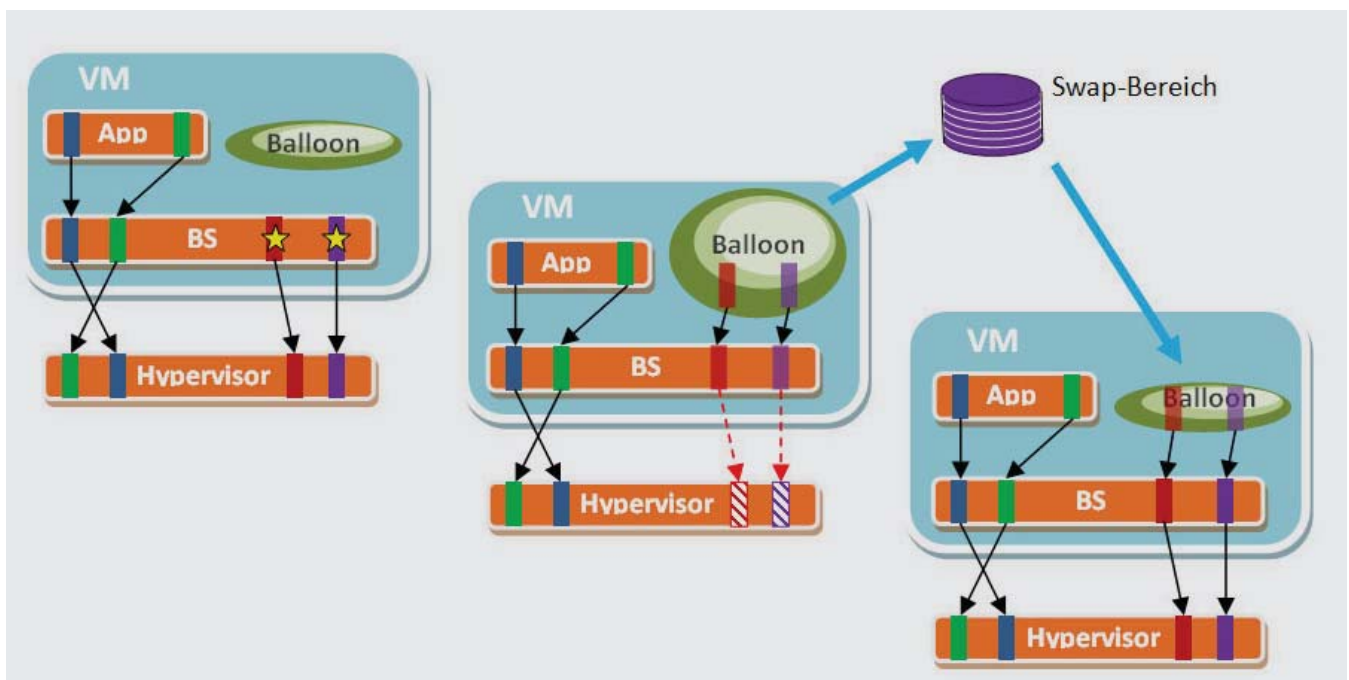 VM
App
Balloon
BS
Hypervisor
VM
App
Balloon
BS
Hypervisor
Swap-Bereich
VM
App
Balloon
BS
Hypervisor